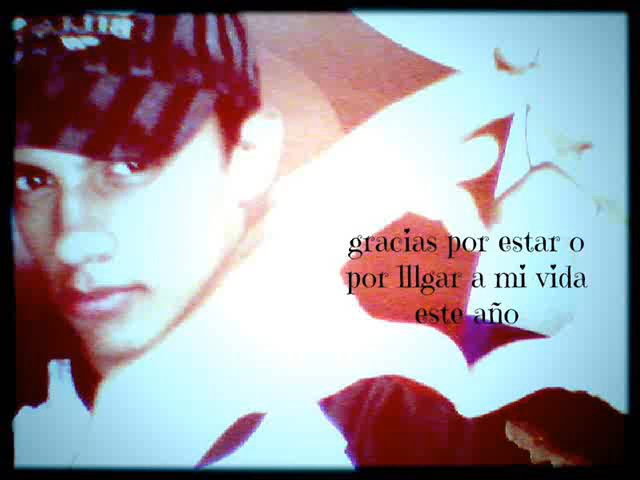 gracias por estar o
por lllgar a mi vida
este año